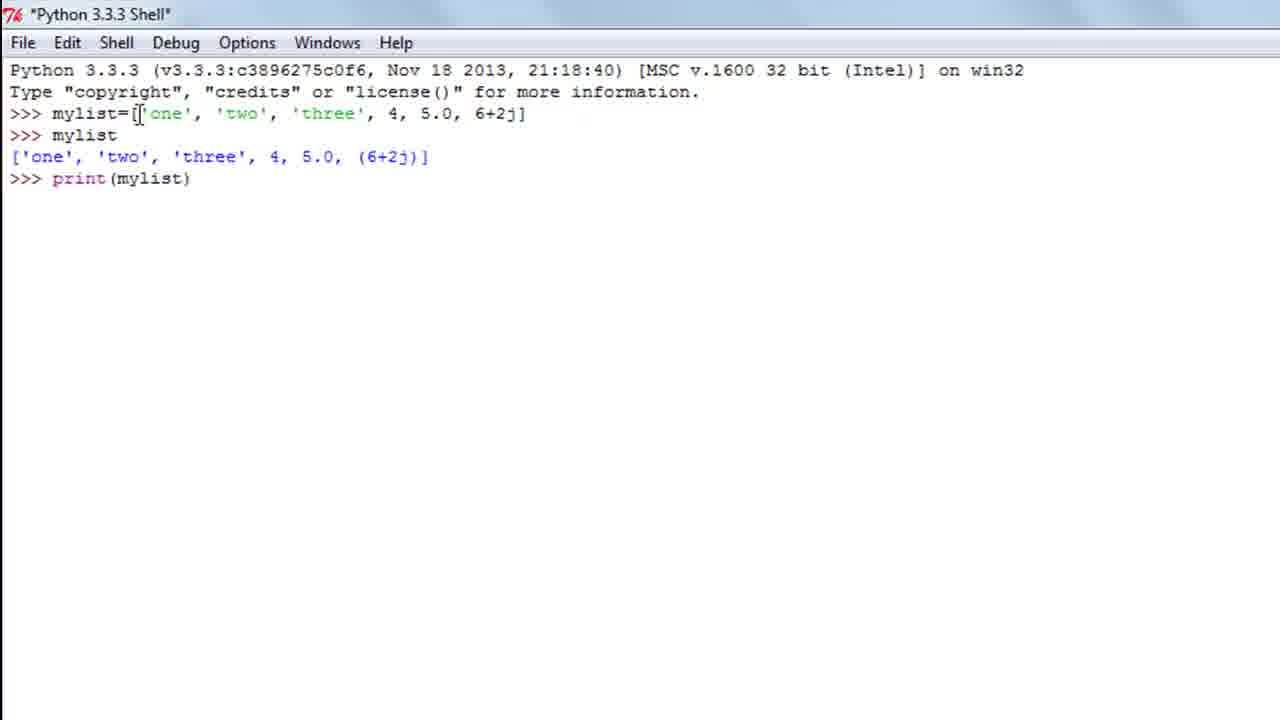 *Python 3.3.3 Shell*
File Edit Shell Debug Options Windows Help
Python 3.3.3 (v3.3.3:c3896275c0f6, Nov 18 2013, 21:18:40) [MSC v.1600 32 bit (Intel)] on win32
Type "copyright", "credits" or "license()" for more information.
>>> mylist=['one', 'two', 'three', 4, 5.0, 6+2j]
>>> mylist
['one', 'two', 'three', 4, 5.0, (6+2j)]
>>> print(mylist)